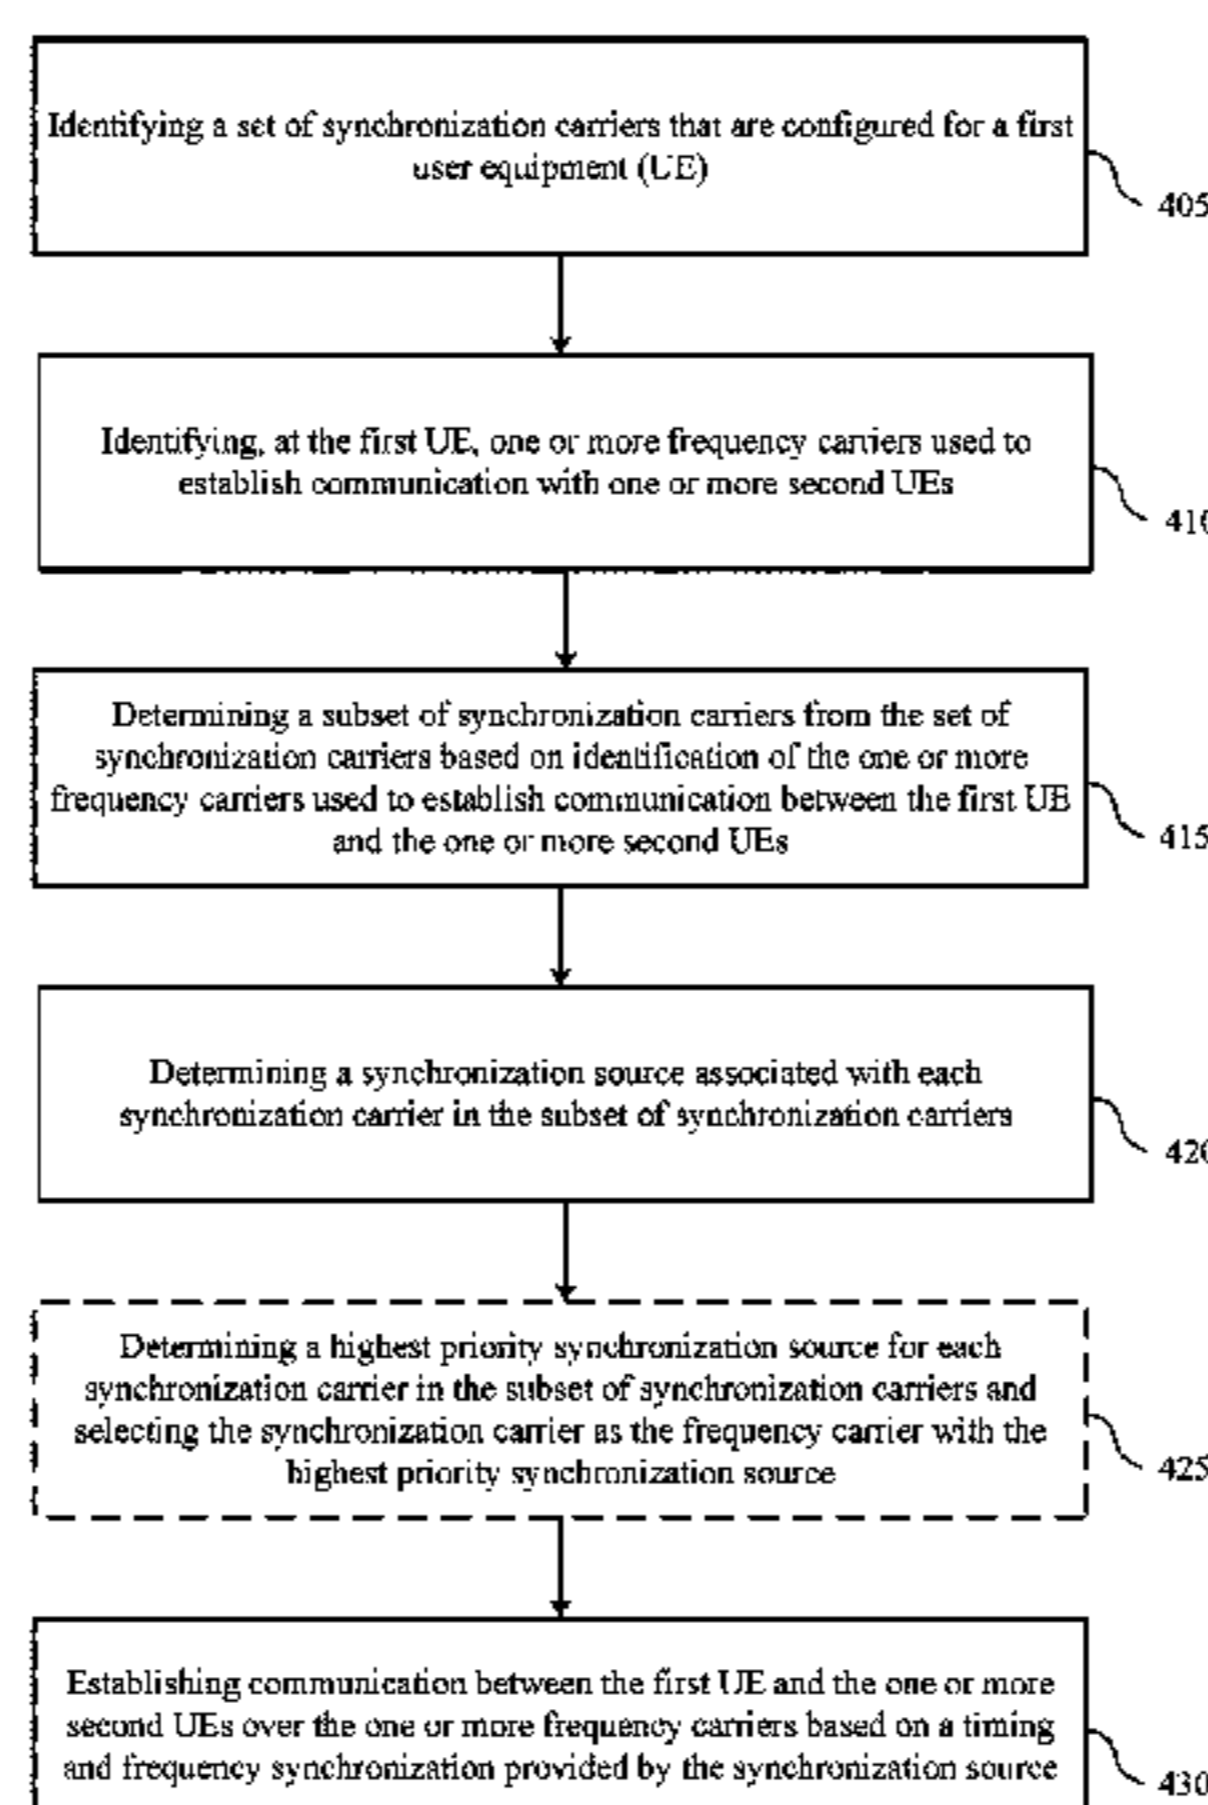 Identifying a set of synchronization carriers that are configured for a first
user equipment (UE)
405
Identifying, at the first UE, one or more frequency carriers used to
establish communication with one or more second UEs
410
Determining a subset of synchronization carriers from the set of
synchronization carriers based on identification of the one or more
frequency carriers used to establish communication between the first UE
and the one or more second UEs
415
Determining a synchronization source associated with each
synchronization carrier in the subset of synchronization carriers
420
Determining a highest priority synchronization source for each
synchronization carrier in the subset of synchronization carriers and
selecting the synchronization carrier as the frequency carrier with the
highest priority synchronization source
425
Establishing communication between the first UE and the one or more
second UEs over the one or more frequency carriers based on a timing
and frequency synchronization provided by the synchronization source
430